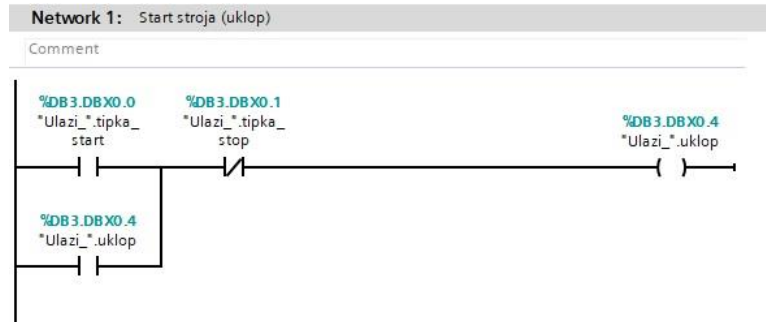 Network 1: Start stroja (uklop)
Comment
%DB3.DBX0.0
"Ulazi_".tipka_
start
%DB3.DBX0.1
"Ulazi_".tipka_
stop
%DB3.DBX0.4
"Ulazi_".uklop
%DB3.DBX0.4
"Ulazi_".uklop